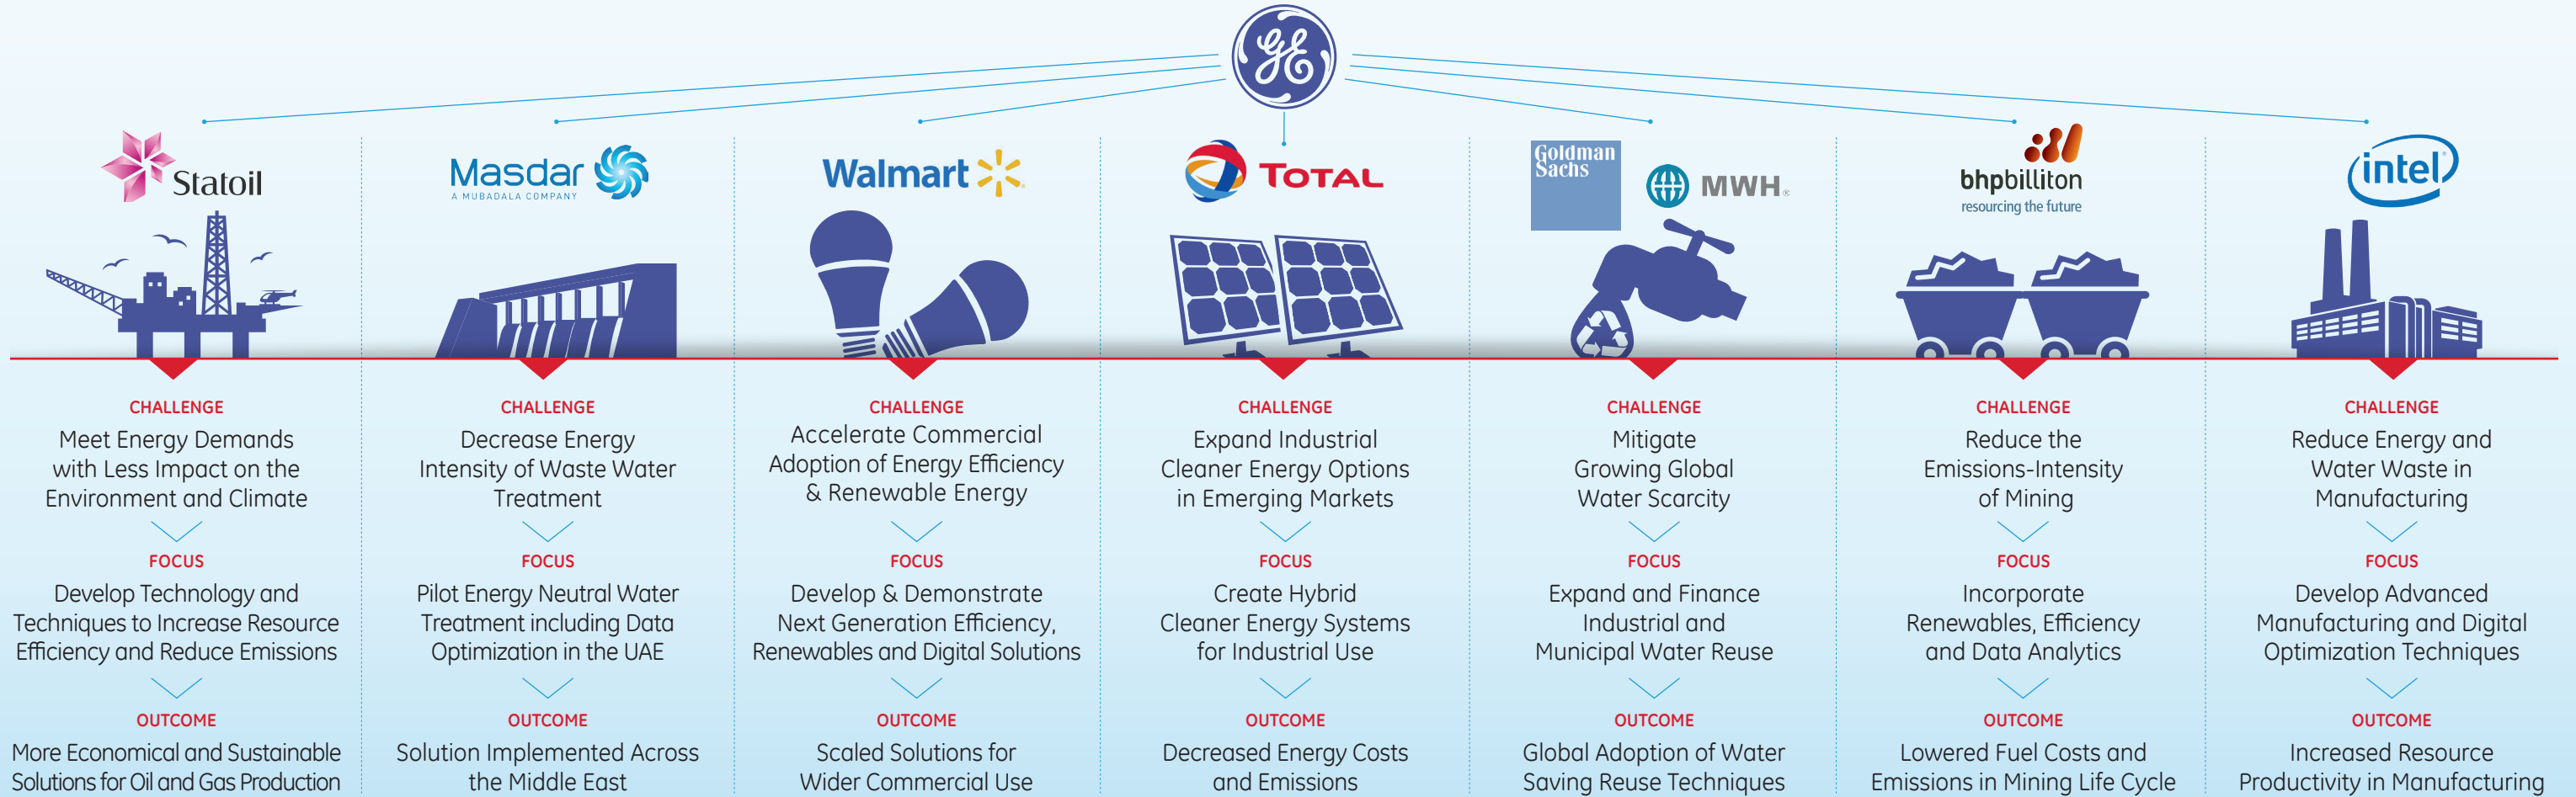 GE
Statoil
CHALLENGE
Meet Energy Demands
with Less Impact on the
Environment and Climate
FOCUS
Develop Technology and
Techniques to Increase Resource
Efficiency and Reduce Emissions
OUTCOME
More Economical and Sustainable
Solutions for Oil and Gas Production
Masdar
A MUBADALA COMPANY
CHALLENGE
Decrease Energy
Intensity of Waste Water
Treatment
FOCUS
Pilot Energy Neutral Water
Treatment including Data
Optimization in the UAE
OUTCOME
Solution Implemented Across
the Middle East
Walmart
CHALLENGE
Accelerate Commercial
Adoption of Energy Efficiency
& Renewable Energy
FOCUS
Develop & Demonstrate
Next Generation Efficiency,
Renewables and Digital Solutions
OUTCOME
Scaled Solutions for
Wider Commercial Use
TOTAL
CHALLENGE
Expand Industrial
Cleaner Energy Options
in Emerging Markets
FOCUS
Create Hybrid
Cleaner Energy Systems
for Industrial Use
OUTCOME
Decreased Energy Costs
and Emissions
Goldman
Sachs
MWH®
CHALLENGE
Mitigate
Growing Global
Water Scarcity
FOCUS
Expand and Finance
Industrial and
Municipal Water Reuse
OUTCOME
Global Adoption of Water
Saving Reuse Techniques
bhpbilliton
resourcing the future
CHALLENGE
Reduce the
Emissions-Intensity
of Mining
FOCUS
Incorporate
Renewables, Efficiency
and Data Analytics
OUTCOME
Lowered Fuel Costs and
Emissions in Mining Life Cycle
intel
CHALLENGE
Reduce Energy and
Water Waste in
Manufacturing
FOCUS
Develop Advanced
Manufacturing and Digital
Optimization Techniques
OUTCOME
Increased Resource
Productivity in Manufacturing